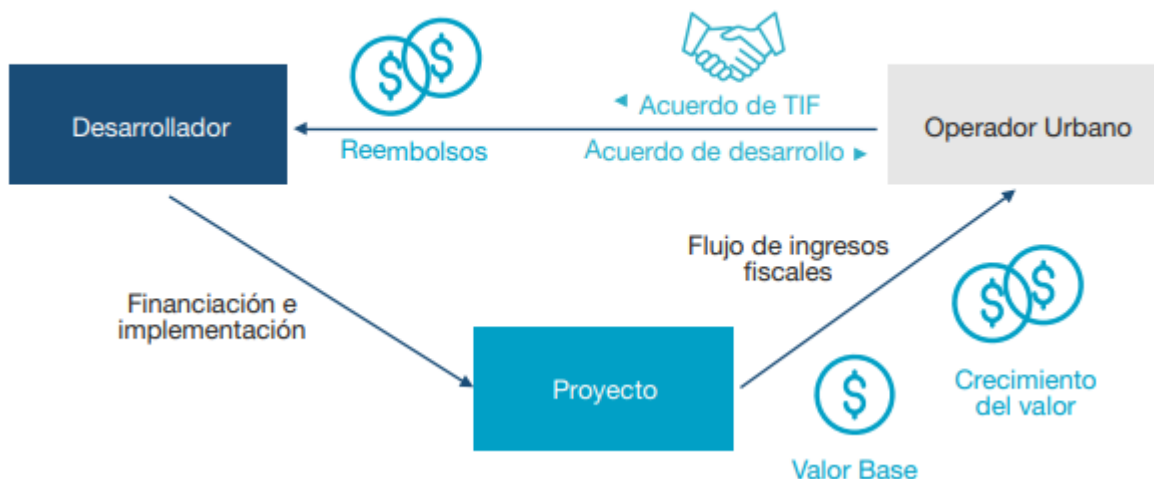 Acuerdo de TIF
Desarrollador
Operador Urbano
Reembolsos
Acuerdo de desarrollo
Flujo de ingresos
fiscales
Financiación e
implementación
Proyecto
Crecimiento
del valor
Valor Base